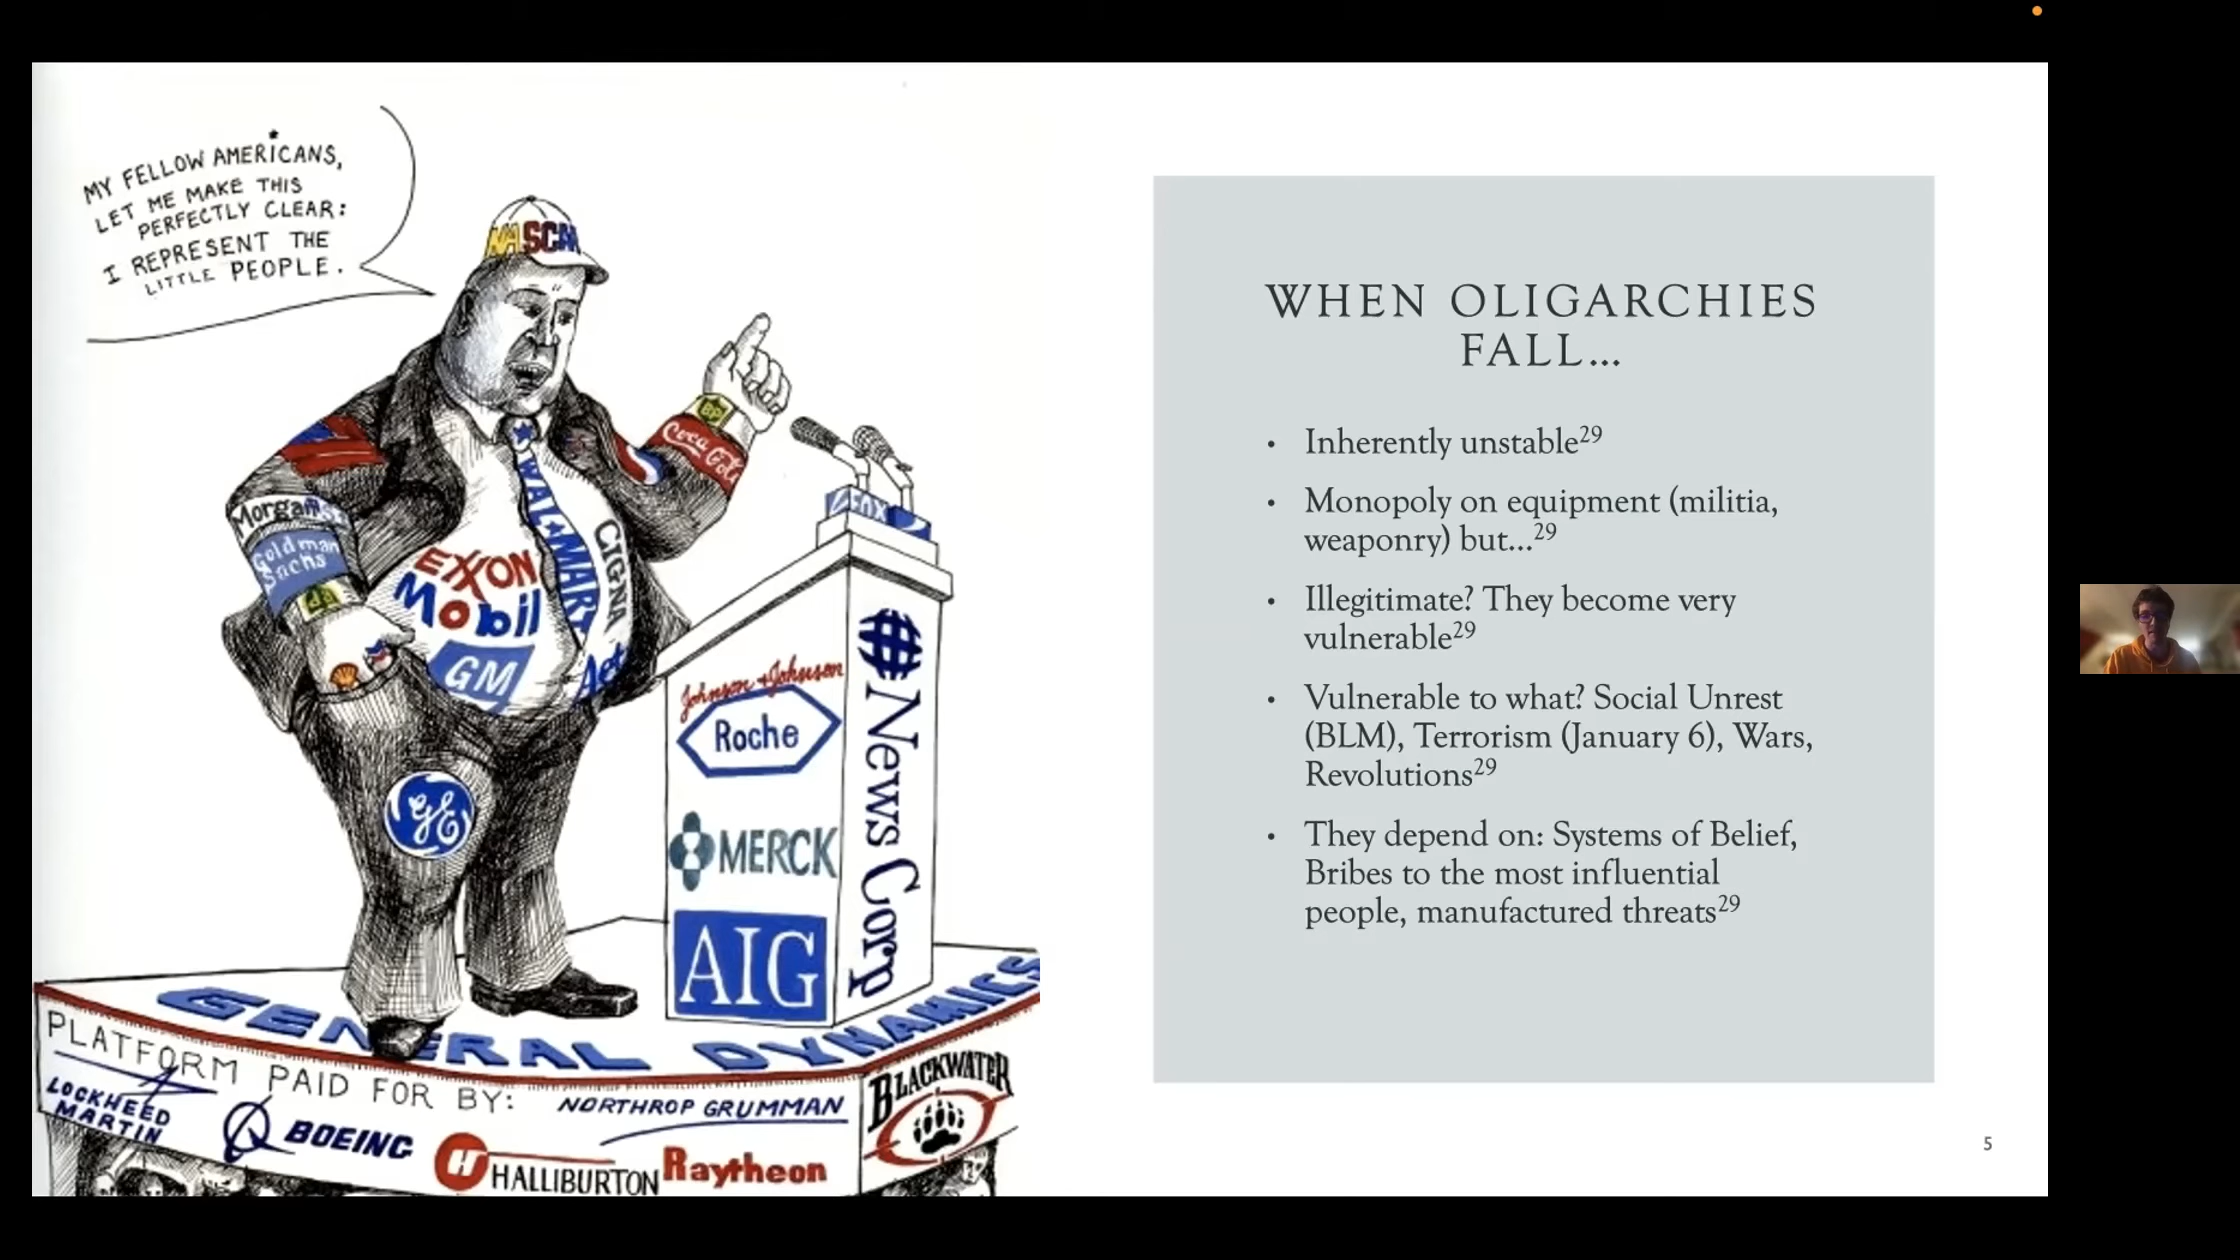 MY FELLOW AMERICANS,
LET ME MAKE THIS
PERFECTLY CLEAR:
I REPRESENT THE
LITTLE PEOPLE.
NASCAR
BP
Coca Cola
Morgan
Goldman
Sachs
WAL★MART
CIGNA
EXXON
Mobil
GM
GE
Johnson + Johnson
Roche
MERCK
AIG
News Corp
GENERAL DYNAMICS
PLATFORM PAID FOR BY:
LOCKHEED
MARTIN
BOEING
HALLIBURTON
NORTHROP GRUMMAN
Raytheon
BLACKWATER
WHEN OLIGARCHIES
FALL...
• Inherently unstable29
• Monopoly on equipment (militia,
weaponry) but...29
• Illegitimate? They become very
vulnerable29
• Vulnerable to what? Social Unrest
(BLM), Terrorism (January 6), Wars,
Revolutions29
• They depend on: Systems of Belief,
Bribes to the most influential
people, manufactured threats29
5